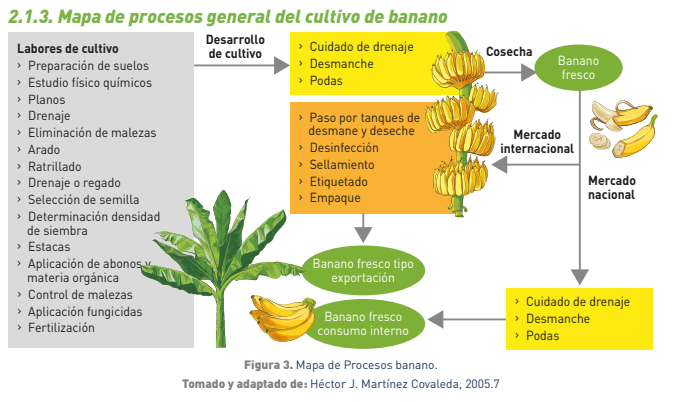 2.1.3. Mapa de procesos general del cultivo de banano
Labores de cultivo
› Preparación de suelos
› Estudio físico químicos
› Planos
› Drenaje
› Eliminación de malezas
› Arado
› Ratrillado
› Drenaje o regado
› Selección de semilla
› Determinación densidad
de siembra
› Estacas
› Aplicación de abonos y
materia orgánica
› Control de malezas
› Aplicación fungicidas
› Fertilización
Desarrollo
de cultivo
› Cuidado de drenaje
› Desmanche
› Podas
Cosecha
Banano
fresco
› Paso por tanques de
desmane y deseche
› Desinfección
› Sellamiento
› Etiquetado
› Empaque
Mercado
internacional
Mercado
nacional
Banano fresco tipo
exportación
Banano fresco
consumo interno
› Cuidado de drenaje
› Desmanche
› Podas
Figura 3. Mapa de Procesos banano.
Tomado y adaptado de: Héctor J. Martínez Covaleda, 2005.7